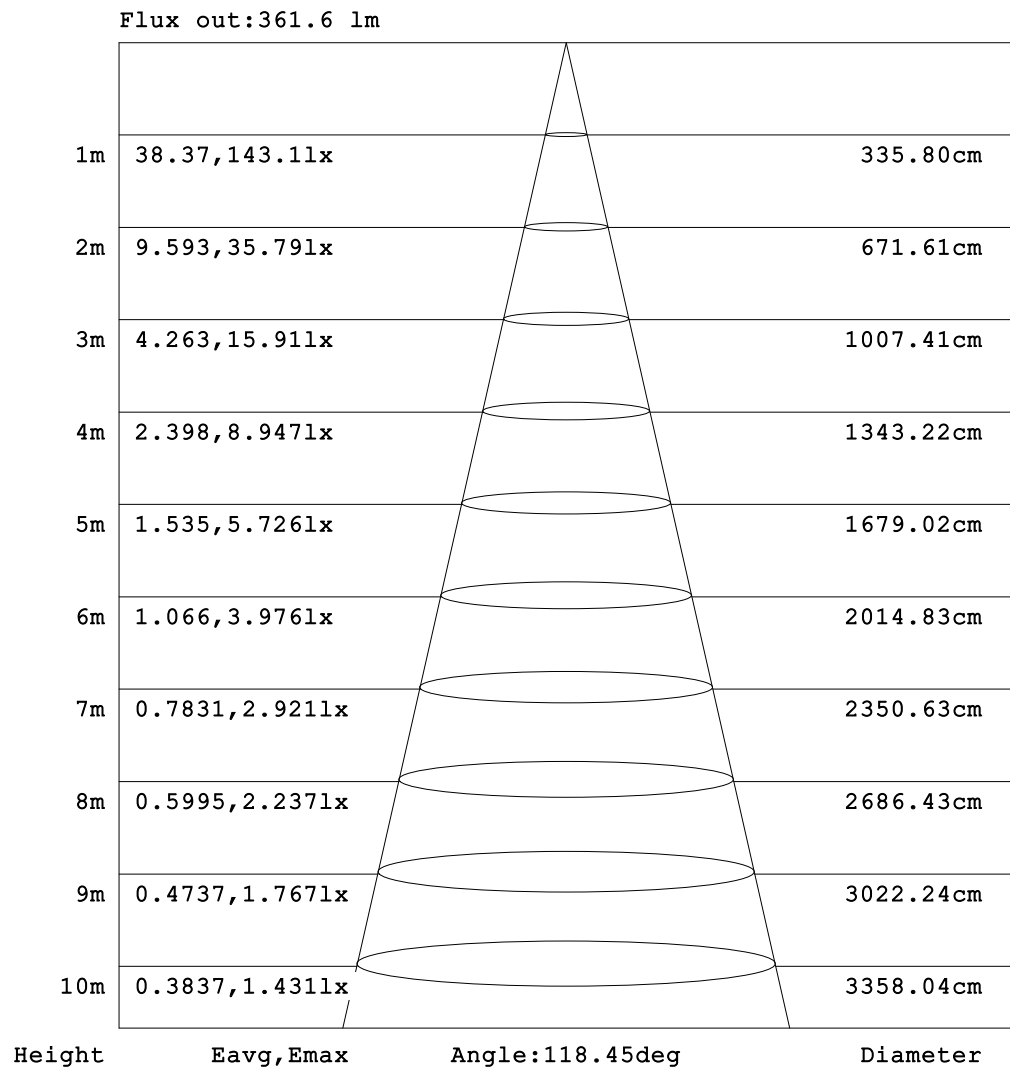 Flux out:361.6 lm
1m 38.37,143.1lx 335.80cm
2m 9.593,35.79lx 671.61cm
3m 4.263,15.91lx 1007.41cm
4m 2.398,8.947lx 1343.22cm
5m 1.535,5.726lx 1679.02cm
6m 1.066,3.976lx 2014.83cm
7m 0.7831,2.921lx 2350.63cm
8m 0.5995,2.237lx 2686.43cm
9m 0.4737,1.767lx 3022.24cm
10m 0.3837,1.431lx 3358.04cm
Height Eavg,Emax Angle:118.45deg Diameter